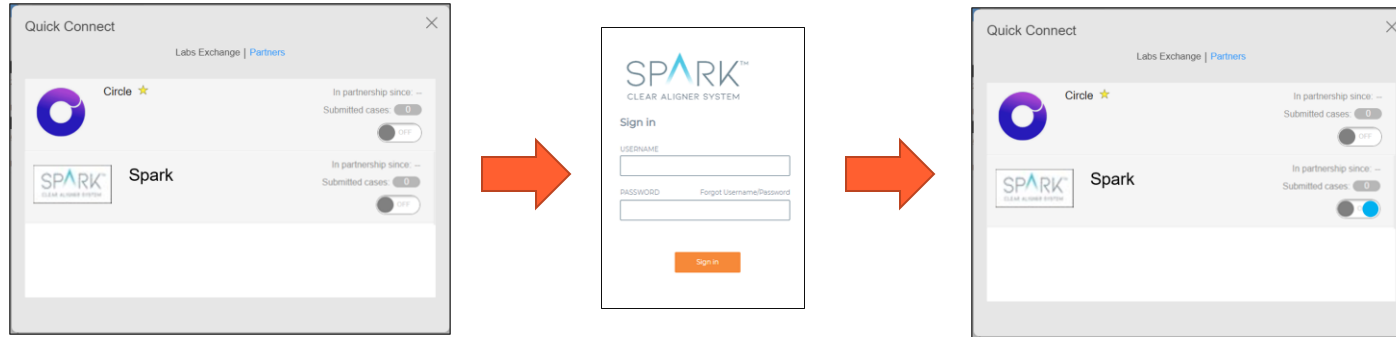 Quick Connect
Labs Exchange | Partners
Circle
In partnership since: --
Submitted cases: 0
OFF
SPARK
CLEAR ALIGNER SYSTEM
Spark
In partnership since: --
Submitted cases: 0
OFF
SPARK™
CLEAR ALIGNER SYSTEM
Sign in
USERNAME
PASSWORD Forgot Username/Password
Sign in
Quick Connect
Labs Exchange | Partners
Circle
In partnership since: --
Submitted cases: 0
OFF
SPARK
CLEAR ALIGNER SYSTEM
Spark
In partnership since: --
Submitted cases: 0